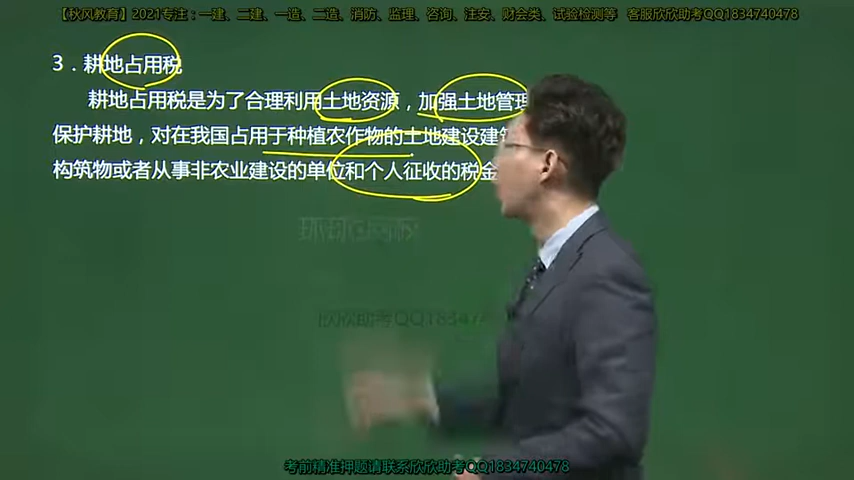 【秋风教育】2021专注：一建、二建、一造、二造、消防、监理、咨询、注安、财会类、试验检测等 客服欣欣助考QQ1834740478
3．耕地占用税
耕地占用税是为了合理利用土地资源，加强土地管理
保护耕地，对在我国占用于种植农作物的土地建设建筑
构筑物或者从事非农业建设的单位和个人征收的税金
环球网校
欣欣助考QQ18347
考前精准押题请联系欣欣助考QQ1834740478